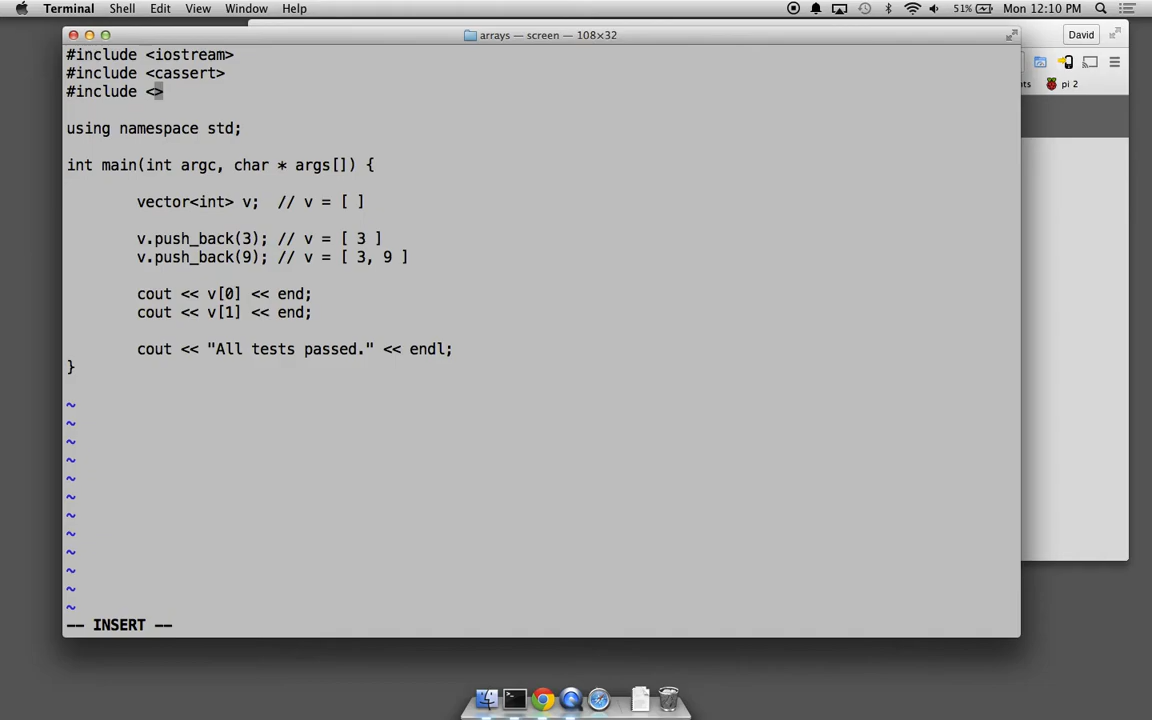 Terminal Shell Edit View Window Help 51% Mon 12:10 PM
arrays — screen — 108×32
David
#include <iostream>
#include <cassert>
#include <>
nts pi 2
using namespace std;
int main(int argc, char * args[]) {
vector<int> v; // v = [ ]
v.push_back(3); // v = [ 3 ]
v.push_back(9); // v = [ 3, 9 ]
cout << v[0] << end;
cout << v[1] << end;
cout << "All tests passed." << endl;
}
~
~
~
~
~
~
~
~
~
~
~
~
-- INSERT --